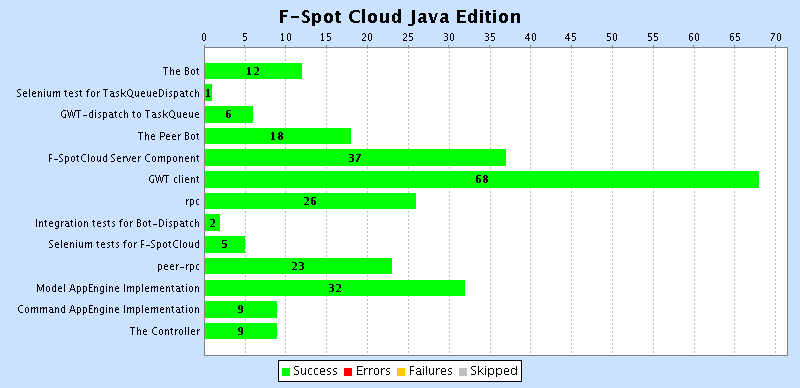 F-Spot Cloud Java Edition
0 5 10 15 20 25 30 35 40 45 50 55 60 65 70
The Bot 12
Selenium test for TaskQueueDispatch 1
GWT-dispatch to TaskQueue 6
The Peer Bot 18
F-SpotCloud Server Component 37
GWT client 68
rpc 26
Integration tests for Bot-Dispatch 2
Selenium tests for F-SpotCloud 5
peer-rpc 23
Model AppEngine Implementation 32
Command AppEngine Implementation 9
The Controller 9
Success Errors Failures Skipped